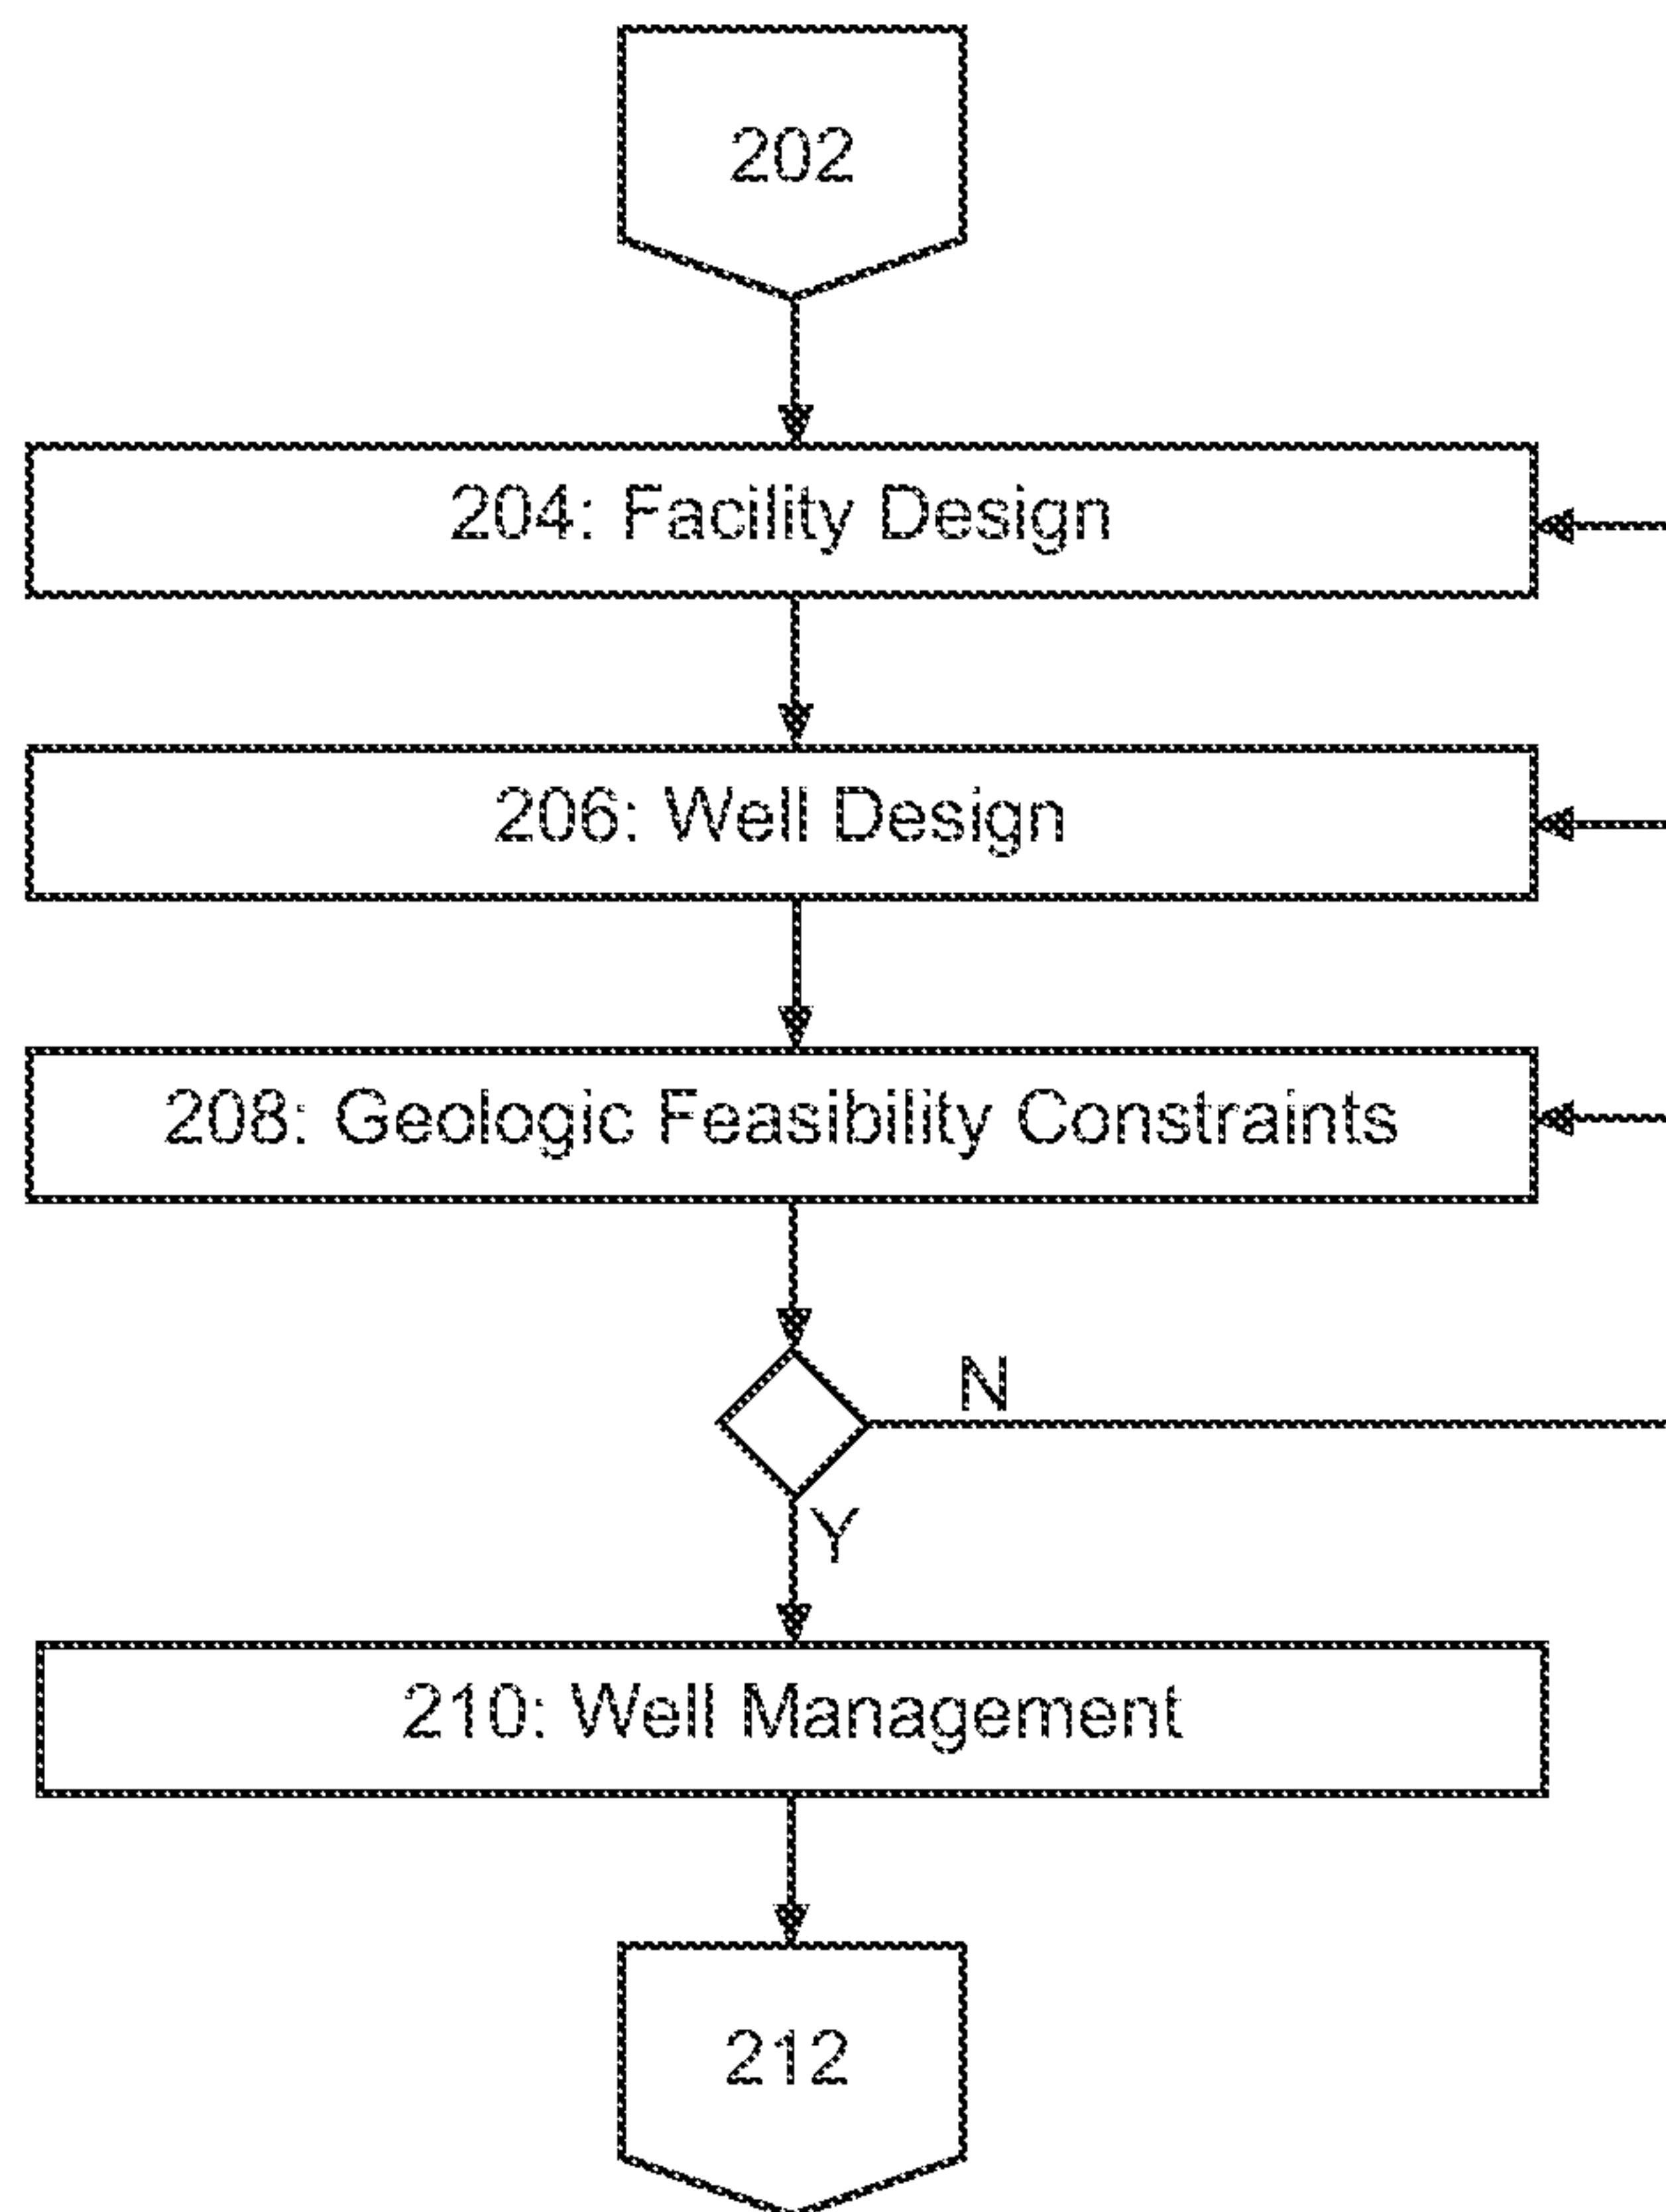 202
204: Facility Design
206: Well Design
208: Geologic Feasibility Constraints
N
Y
210: Well Management
212